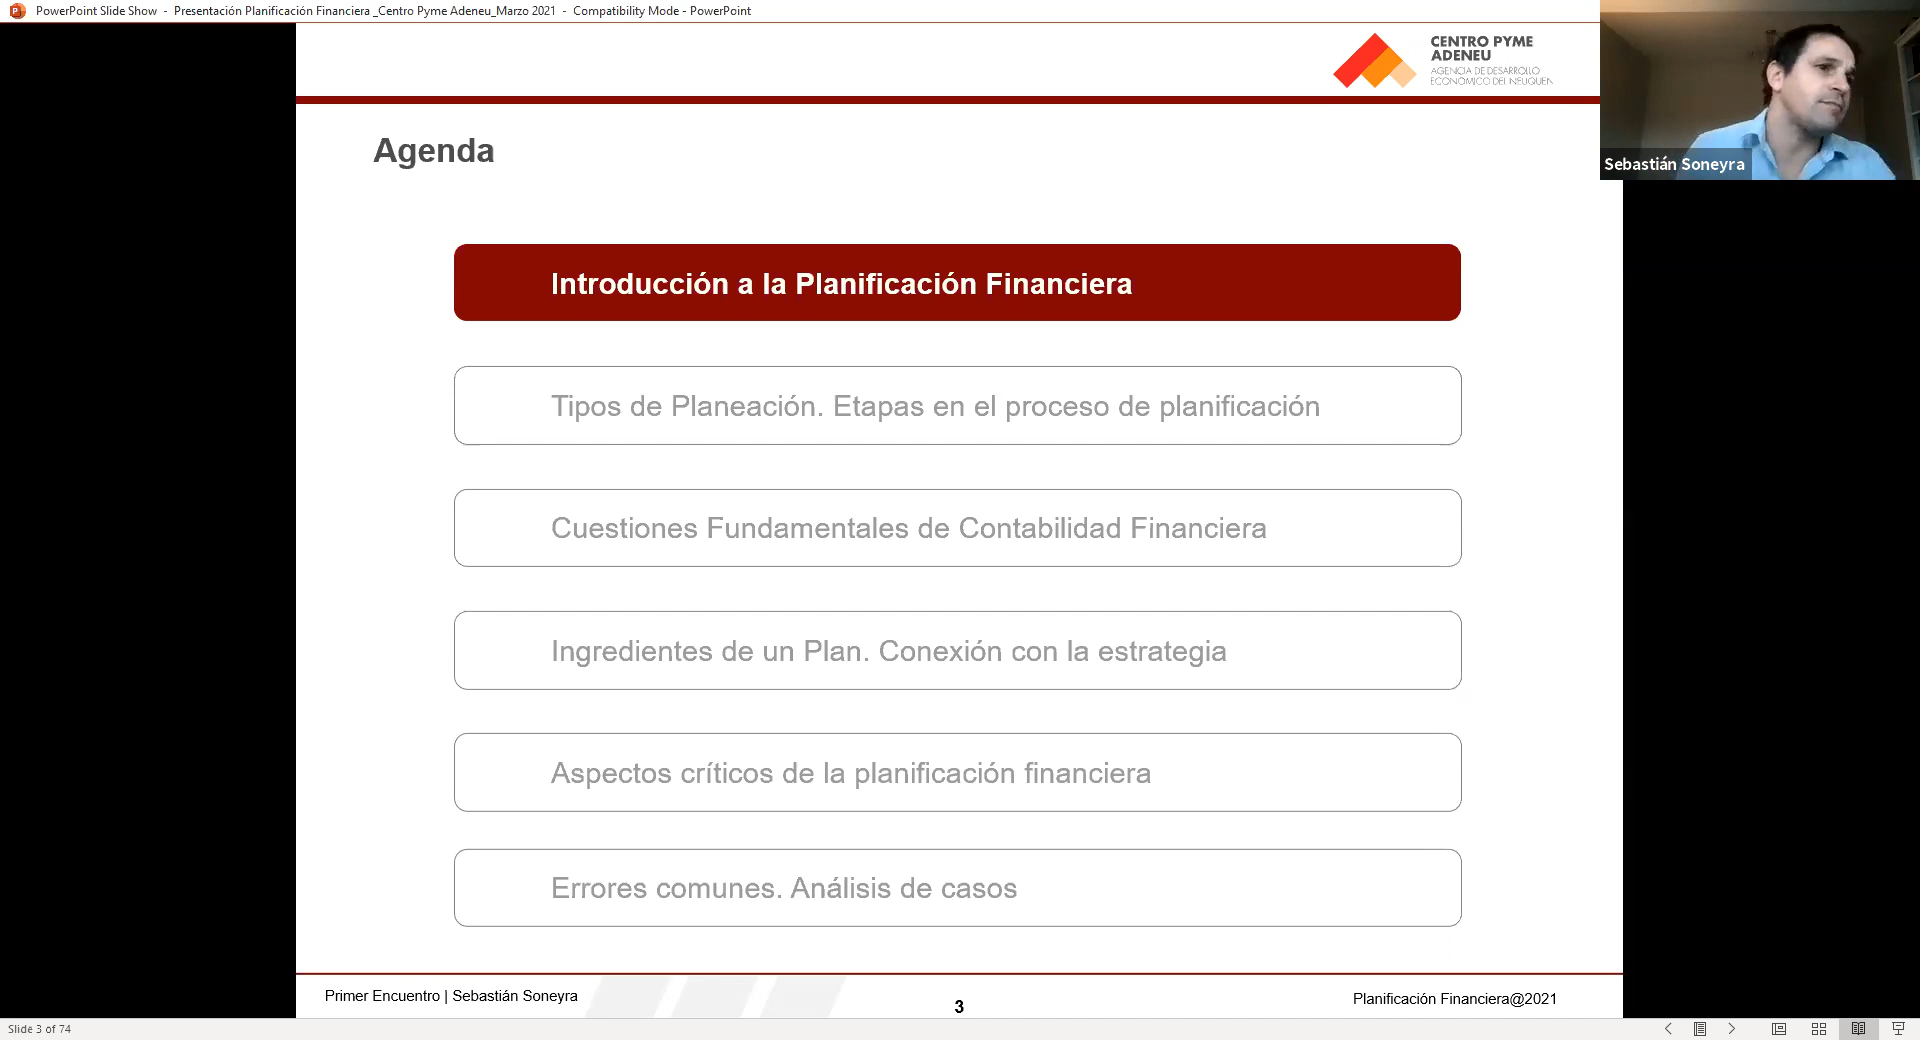 PowerPoint Slide Show - Presentación Planificación Financiera _Centro Pyme Adeneu_Marzo 2021 - Compatibility Mode - PowerPoint
CENTRO PYME
ADENEU
AGENCIA DE DESARROLLO
ECONOMICO DEL NEUQUEN
Sebastián Soneyra
Agenda
Introducción a la Planificación Financiera
Tipos de Planeación. Etapas en el proceso de planificación
Cuestiones Fundamentales de Contabilidad Financiera
Ingredientes de un Plan. Conexión con la estrategia
Aspectos críticos de la planificación financiera
Errores comunes. Análisis de casos
Primer Encuentro | Sebastián Soneyra
3
Planificación Financiera@2021
Slide 3 of 74